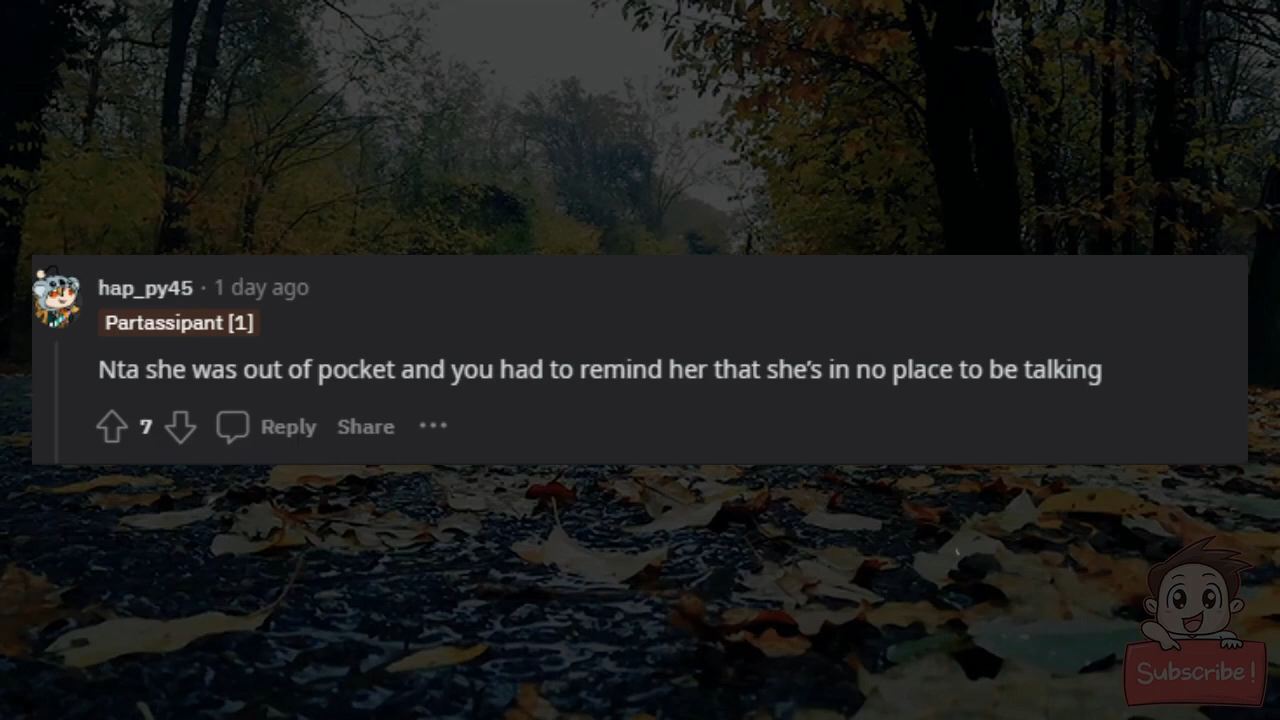 hap_py45 · 1 day ago
Partassipant [1]
Nta she was out of pocket and you had to remind her that she’s in no place to be talking
7 Reply Share ···
Subscribe!